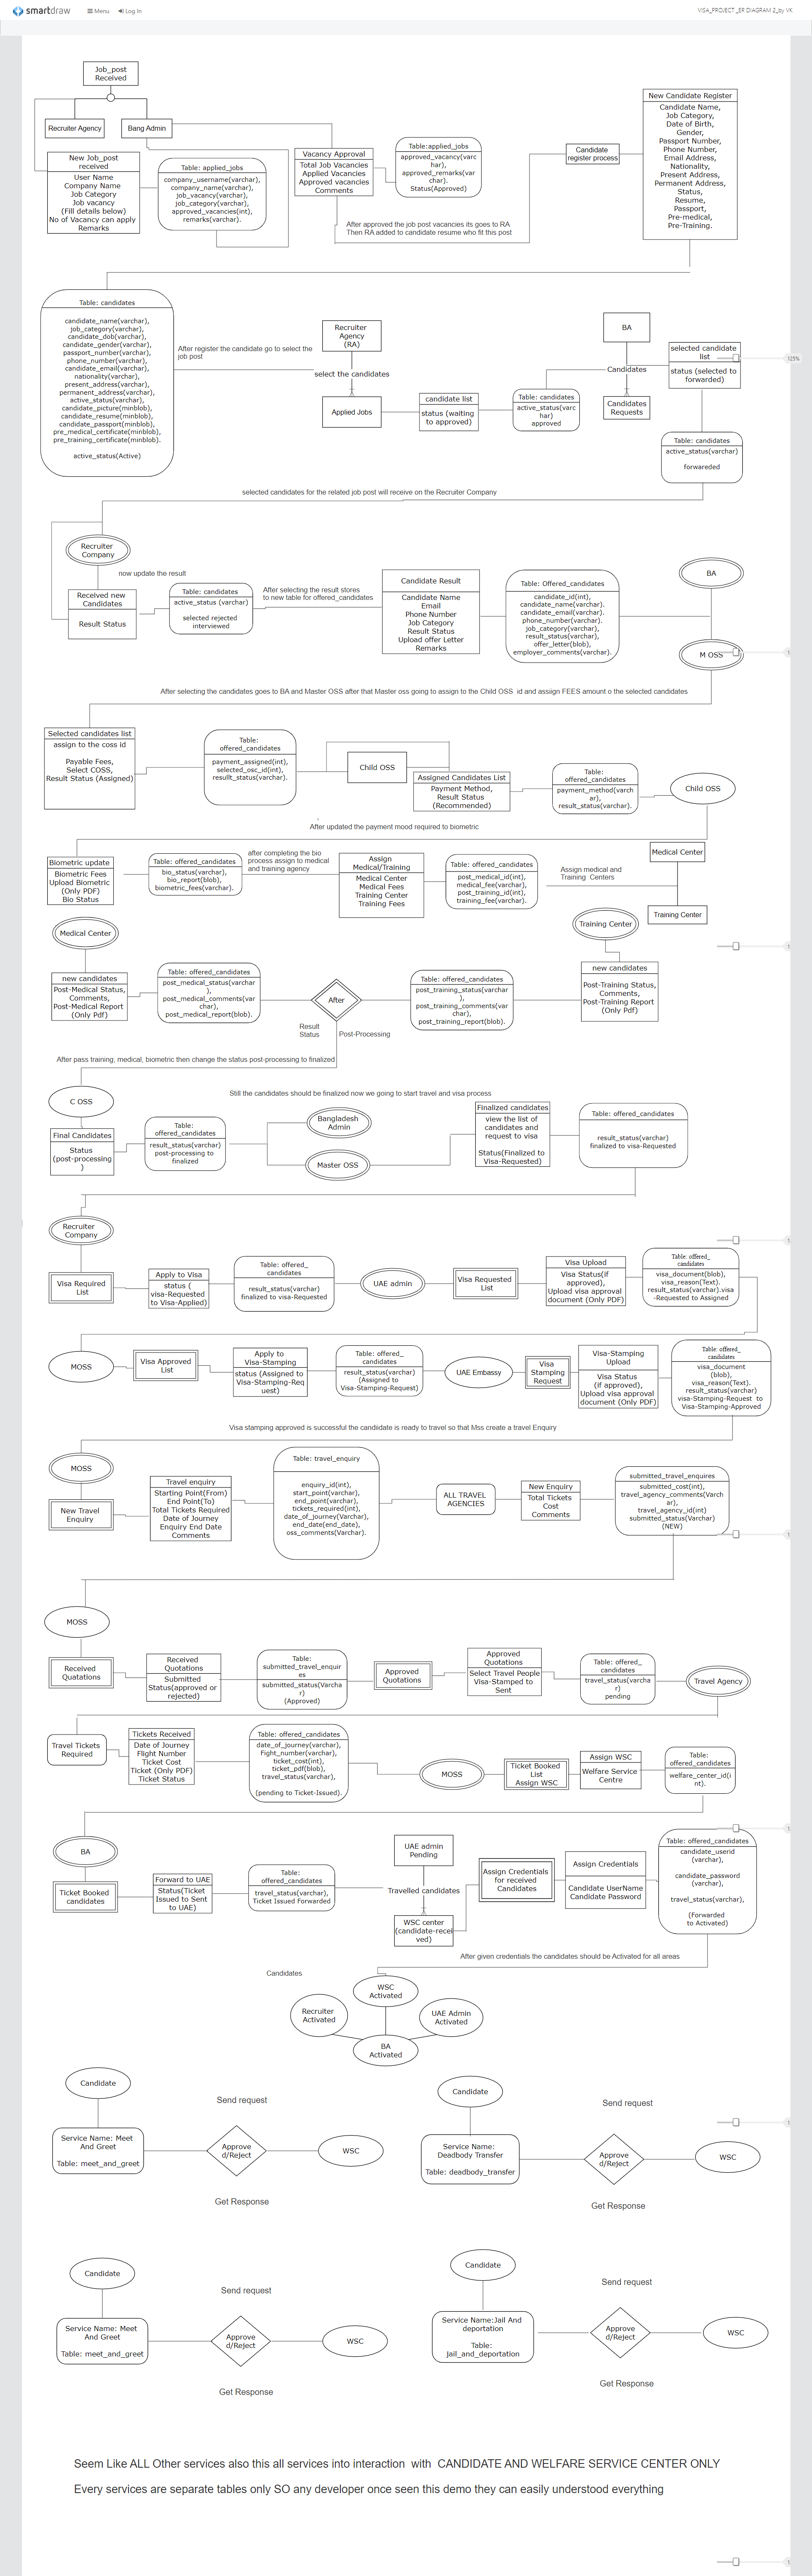 smartdraw
Menu
Log In
VISA_PROJECT _ER DIAGRAM 2_by VK
Job_post
Received
Recruiter Agency
Bang Admin
New Job_post
received
User Name
Company Name
Job Category
Job vacancy
(Fill details below)
No of Vacancy can apply
Remarks
Table: applied_jobs
company_username(varchar),
company_name(varchar),
job_vacancy(varchar),
job_category(varchar),
approved_vacancies(int),
remarks(varchar).
Vacancy Approval
Total Job Vacancies
Applied Vacancies
Approved vacancies
Comments
Table:applied_jobs
approved_vacancy(varc
har),
approved_remarks(var
char).
Status(Approved)
Candidate
register process
New Candidate Register
Candidate Name,
Job Category,
Date of Birth,
Gender,
Passport Number,
Phone Number,
Email Address,
Nationality,
Present Address,
Permanent Address,
Status,
Resume,
Passport,
Pre-medical,
Pre-Training.
After approved the job post vacancies its goes to RA
Then RA added to candidate resume who fit this post
Table: candidates
candidate_name(varchar),
job_category(varchar),
candidate_dob(varchar),
candidate_gender(varchar),
passport_number(varchar),
phone_number(varchar),
candidate_email(varchar),
nationality(varchar),
present_address(varchar),
permanent_address(varchar),
active_status(varchar),
candidate_picture(minblob),
candidate_resume(minblob),
candidate_passport(minblob),
pre_medical_certificate(minblob),
pre_training_certificate(minblob).
active_status(Active)
After register the candidate go to select the
job post
Recruiter
Agency
(RA)
select the candidates
Applied Jobs
candidate list
status (waiting
to approved)
Table: candidates
active_status(varc
har)
approved
BA
Candidates
Candidates
Requests
selected candidate
list
status (selected to
forwarded)
125%
Table: candidates
active_status(varchar)
forwareded
selected candidates for the related job post will receive on the Recruiter Company
Recruiter
Company
now update the result
Received new
Candidates
Result Status
Table: candidates
active_status (varchar)
selected rejected
interviewed
After selecting the result stores
to new table for offered_candidates
Candidate Result
Candidate Name
Email
Phone Number
Job Category
Result Status
Upload offer Letter
Remarks
Table: Offered_candidates
candidate_id(int),
candidate_name(varchar).
candidate_email(varchar).
phone_number(varchar).
job_category(varchar),
result_status(varchar),
offer_letter(blob),
employer_comments(varchar).
BA
M OSS
After selecting the candidates goes to BA and Master OSS after that Master oss going to assign to the Child OSS id and assign FEES amount o the selected candidates
Selected candidates list
assign to the coss id
Payable Fees,
Select COSS,
Result Status (Assigned)
Table:
offered_candidates
payment_assigned(int),
selected_osc_id(int),
resullt_status(varchar).
Child OSS
Assigned Candidates List
Payment Method,
Result Status
(Recommended)
Table:
offered_candidates
payment_method(varch
ar),
result_status(varchar).
Child OSS
After updated the payment mood required to biometric
Biometric update
Biometric Fees
Upload Biometric
(Only PDF)
Bio Status
Table: offered_candidates
bio_status(varchar),
bio_report(blob),
biometric_fees(varchar).
after completing the bio
process assign to medical
and training agency
Assign
Medical/Training
Medical Center
Medical Fees
Training Center
Training Fees
Table: offered_candidates
post_medical_id(int),
medical_fee(varchar),
post_training_id(int),
training_fee(varchar).
Assign medical and
Training Centers
Medical Center
Training Center
Medical Center
new candidates
Post-Medical Status,
Comments,
Post-Medical Report
(Only Pdf)
Table: offered_candidates
post_medical_status(varchar
),
post_medical_comments(var
char),
post_medical_report(blob).
After
Result
Status
Post-Processing
Table: offered_candidates
post_training_status(varchar
),
post_training_comments(var
char),
post_training_report(blob).
Training Center
new candidates
Post-Training Status,
Comments,
Post-Training Report
(Only Pdf)
After pass training, medical, biometric then change the status post-processing to finalized
C OSS
Still the candidates should be finalized now we going to start travel and visa process
Final Candidates
Status
(post-processing
)
Table:
offered_candidates
result_status(varchar)
post-processing to
finalized
Bangladesh
Admin
Master OSS
Finalized candidates
view the list of
candidates and
request to visa
Status(Finalized to
Visa-Requested)
Table: offered_candidates
result_status(varchar)
finalized to visa-Requested
Recruiter
Company
Visa Required
List
Apply to Visa
status (
visa-Requested
to Visa-Applied)
Table: offered_
candidates
result_status(varchar)
finalized to visa-Requested
UAE admin
Visa Requested
List
Visa Upload
Visa Status(if
approved),
Upload visa approval
document (Only PDF)
Table: offered_
candidates
visa_document(blob),
visa_reason(Text).
result_status(varchar).visa
-Requested to Assigned
MOSS
Visa Approved
List
Apply to
Visa-Stamping
status (Assigned to
Visa-Stamping-Req
uest)
Table: offered_
candidates
result_status(varchar)
(Assigned to
Visa-Stamping-Request)
UAE Embassy
Visa
Stamping
Request
Visa-Stamping
Upload
Visa Status
(if approved),
Upload visa approval
document (Only PDF)
Table: offered_
candidates
visa_document
(blob),
visa_reason(Text).
result_status(varchar)
visa-Stamping-Request to
Visa-Stamping-Approved
Visa stamping approved is successful the candidate is ready to travel so that Mss create a travel Enquiry
MOSS
New Travel
Enquiry
Travel enquiry
Starting Point(From)
End Point(To)
Total Tickets Required
Date of Journey
Enquiry End Date
Comments
Table: travel_enquiry
enquiry_id(int),
start_point(varchar),
end_point(varchar),
tickets_required(int),
date_of_journey(Varchar),
end_date(end_date),
oss_comments(Varchar).
ALL TRAVEL
AGENCIES
New Enquiry
Total Tickets
Cost
Comments
submitted_travel_enquires
submitted_cost(int),
travel_agency_comments(Varch
ar),
travel_agency_id(int)
submitted_status(Varchar)
(NEW)
MOSS
Received
Quatations
Received
Quotations
Submitted
Status(approved or
rejected)
Table:
submitted_travel_enquir
es
submitted_status(Varcha
r)
(Approved)
Approved
Quotations
Approved
Quotations
Select Travel People
Visa-Stamped to
Sent
Table: offered_
candidates
travel_status(varcha
r)
pending
Travel Agency
Travel Tickets
Required
Tickets Received
Date of Journey
Flight Number
Ticket Cost
Ticket (Only PDF)
Ticket Status
Table: offered_candidates
date_of_journey(varchar),
Fight_number(varchar),
ticket_cost(int),
ticket_pdf(blob),
travel_status(varchar),
(pending to Ticket-Issued).
MOSS
Ticket Booked
List
Assign WSC
Assign WSC
Welfare Service
Centre
Table:
offered_candidates
welfare_center_id(i
nt).
BA
Ticket Booked
candidates
Forward to UAE
Status(Ticket
Issued to Sent
to UAE)
Table:
offered_candidates
travel_status(varchar),
Ticket Issued Forwarded
UAE admin
Pending
Travelled candidates
WSC center
(candidate-recei
ved)
Assign Credentials
for received
Candidates
Assign Credentials
Candidate UserName
Candidate Password
Table: offered_candidates
candidate_userid
(varchar),
candidate_password
(varchar),
travel_status(varchar),
(Forwarded
to Activated)
After given credentials the candidates should be Activated for all areas
Candidates
WSC
Activated
Recruiter
Activated
UAE Admin
Activated
BA
Activated
Candidate
Send request
Service Name: Meet
And Greet
Table: meet_and_greet
Approve
d/Reject
WSC
Get Response
Candidate
Send request
Service Name:
Deadbody Transfer
Table: deadbody_transfer
Approve
d/Reject
WSC
Get Response
Candidate
Send request
Service Name: Meet
And Greet
Table: meet_and_greet
Approve
d/Reject
WSC
Get Response
Candidate
Send request
Service Name:Jail And
deportation
Table:
jail_and_deportation
Approve
d/Reject
WSC
Get Response
Seem Like ALL Other services also this all services into interaction with CANDIDATE AND WELFARE SERVICE CENTER ONLY
Every services are separate tables only SO any developer once seen this demo they can easily understood everything